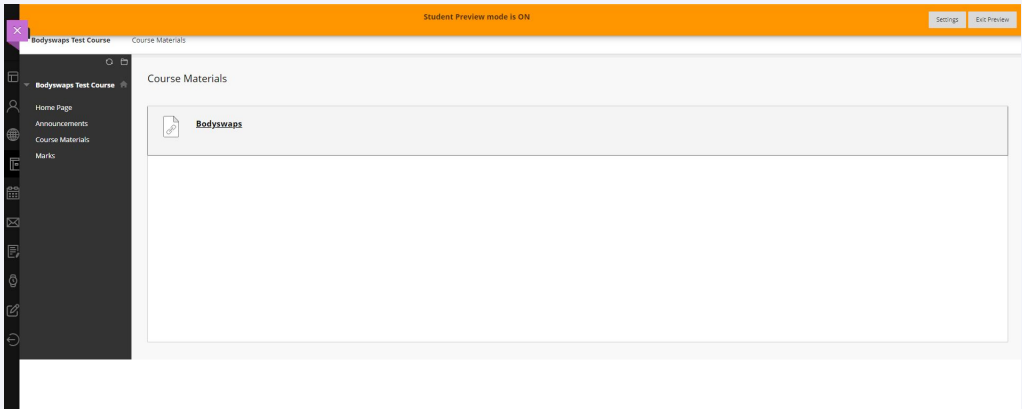 Student Preview mode is ON
Settings
Exit Preview
Bodyswaps Test Course
Course Materials
Bodyswaps Test Course
Home Page
Announcements
Course Materials
Marks
Course Materials
Bodyswaps